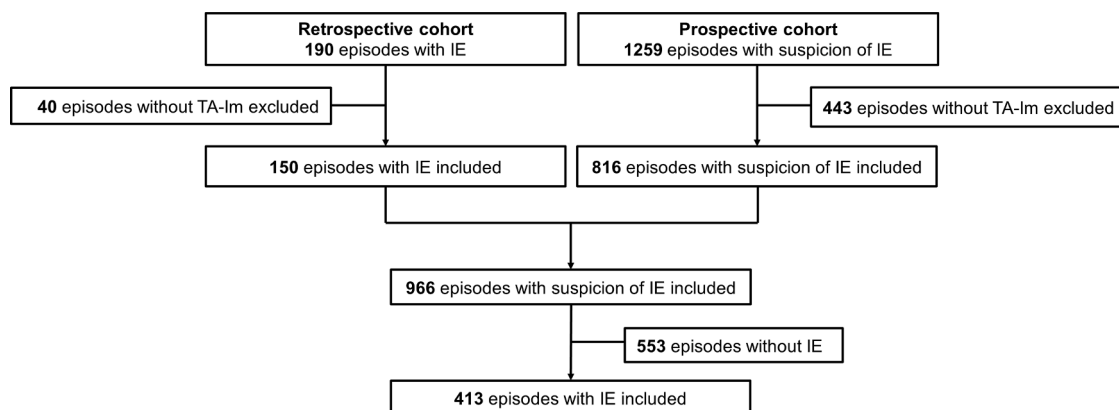 Retrospective cohort
190 episodes with IE
Prospective cohort
1259 episodes with suspicion of IE
40 episodes without TA-Im excluded
443 episodes without TA-Im excluded
150 episodes with IE included
816 episodes with suspicion of IE included
966 episodes with suspicion of IE included
553 episodes without IE
413 episodes with IE included